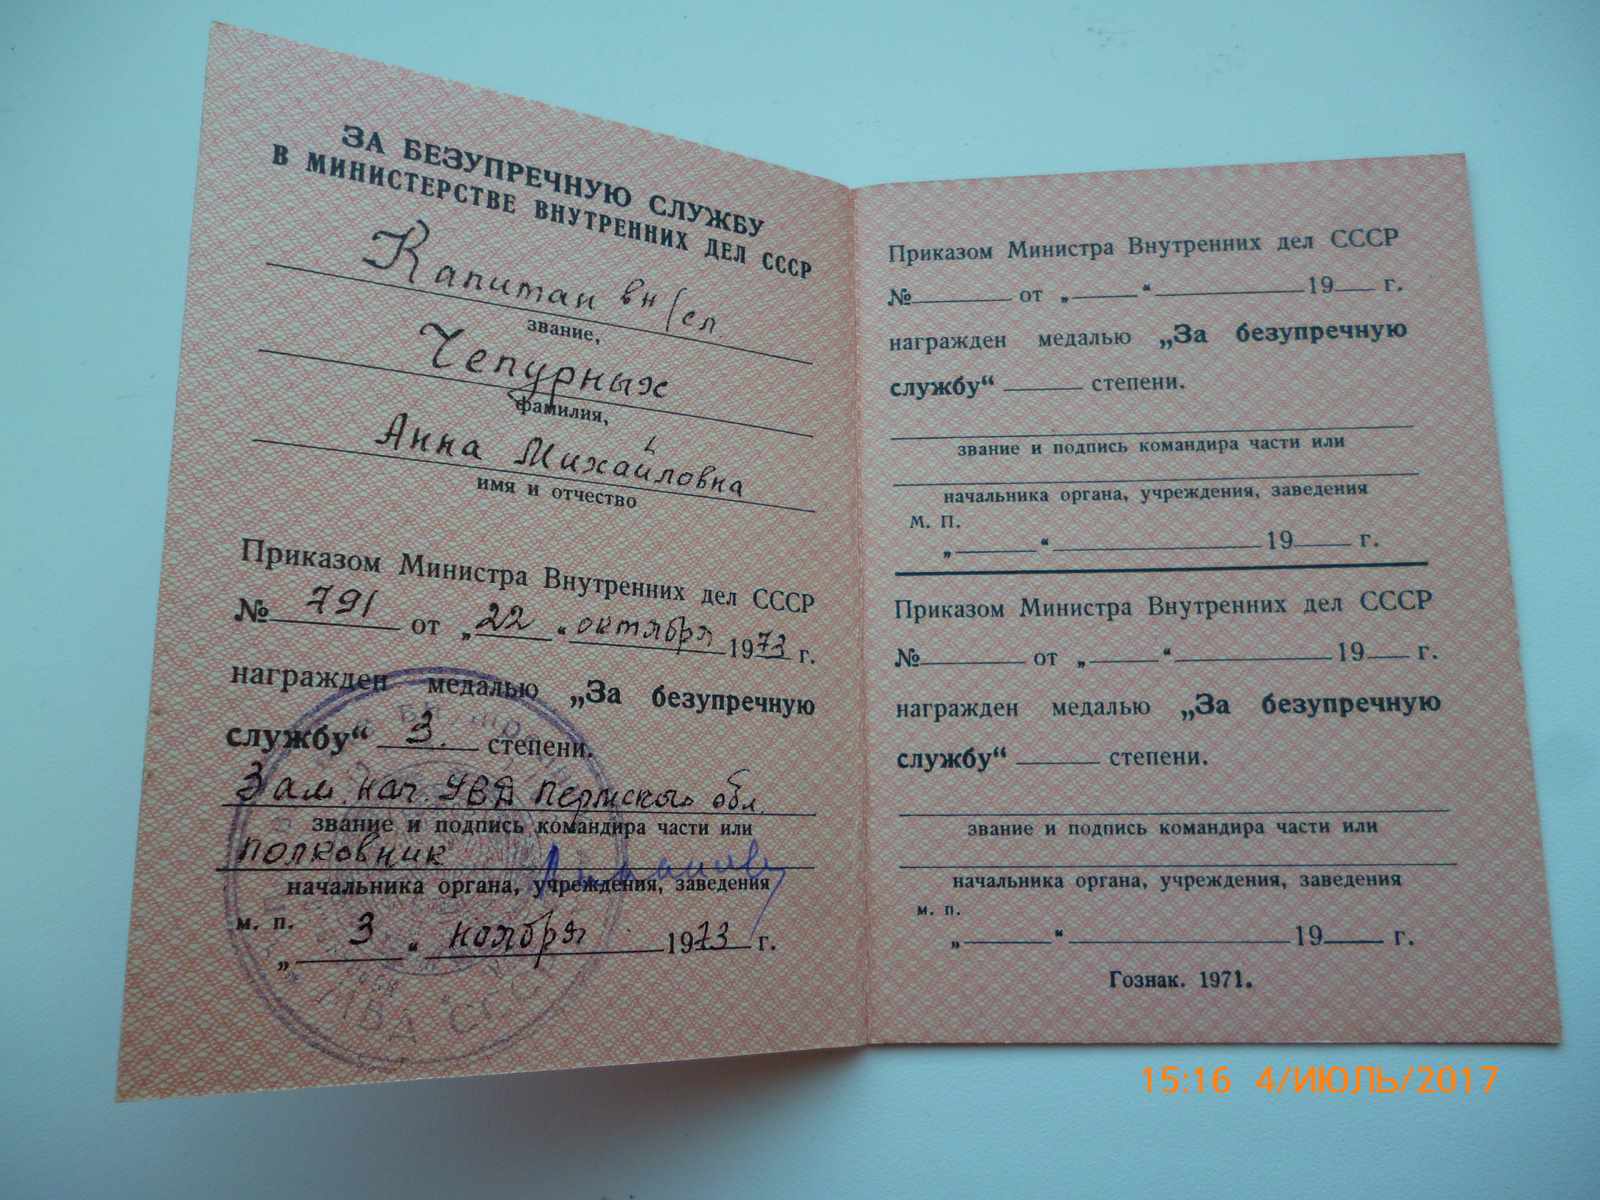 ЗА БЕЗУПРЕЧНУЮ СЛУЖБУ
В МИНИСТЕРСТВЕ ВНУТРЕННИХ ДЕЛ СССР
Капитан вн/сл
звание,
Чепурных
фамилия,
Анна Михайловна
имя и отчество
Приказом Министра Внутренних дел СССР
№ 791 от „22“ октября 1973 г.
награжден медалью „За безупречную
службу“ 3. степени.
Зам. нач. УВД Пермской обл.
звание и подпись командира части или
полковник
начальника органа, учреждения, заведения
м. п.
„ 3 “ ноября 1973 г.
МВД СССР
Приказом Министра Внутренних дел СССР
№ от „ “ 19 г.
награжден медалью „За безупречную
службу“ степени.
звание и подпись командира части или
начальника органа, учреждения, заведения
М. П.
„ “ 19 г.
Приказом Министра Внутренних дел СССР
№ от „ “ 19 г.
награжден медалью „За безупречную
службу“ степени.
звание и подпись командира части или
начальника органа, учреждения, заведения
м. п.
„ “ 19 г.
Гознак. 1971.
15:16 4/ИЮЛЬ/2017